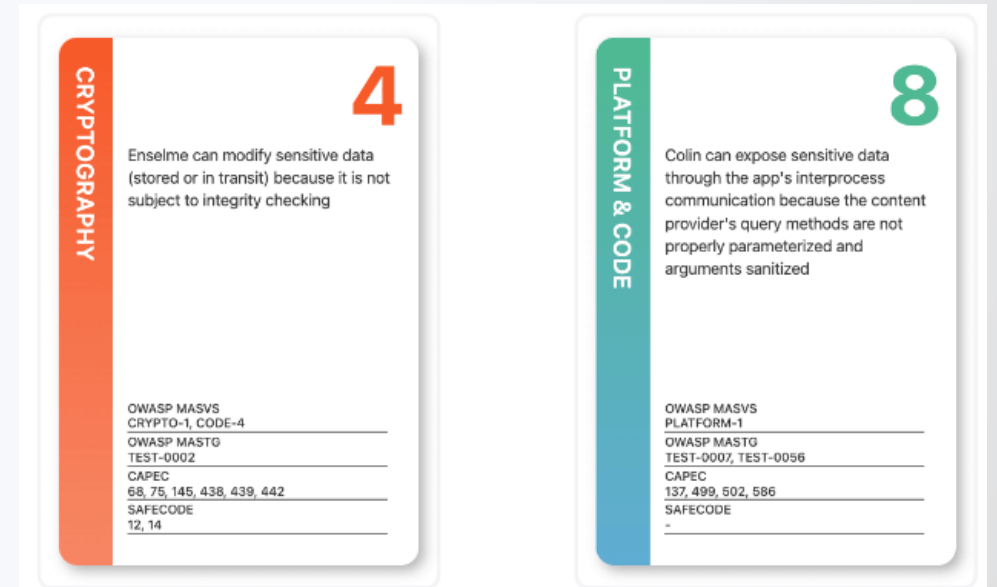 CRYPTOGRAPHY
4
Enselme can modify sensitive data
(stored or in transit) because it is not
subject to integrity checking
OWASP MASVS
CRYPTO-1, CODE-4
OWASP MASTG
TEST-0002
CAPEC
68, 75, 145, 438, 439, 442
SAFECODE
12, 14
PLATFORM & CODE
8
Colin can expose sensitive data
through the app's interprocess
communication because the content
provider's query methods are not
properly parameterized and
arguments sanitized
OWASP MASVS
PLATFORM-1
OWASP MASTG
TEST-0007, TEST-0056
CAPEC
137, 499, 502, 586
SAFECODE
-